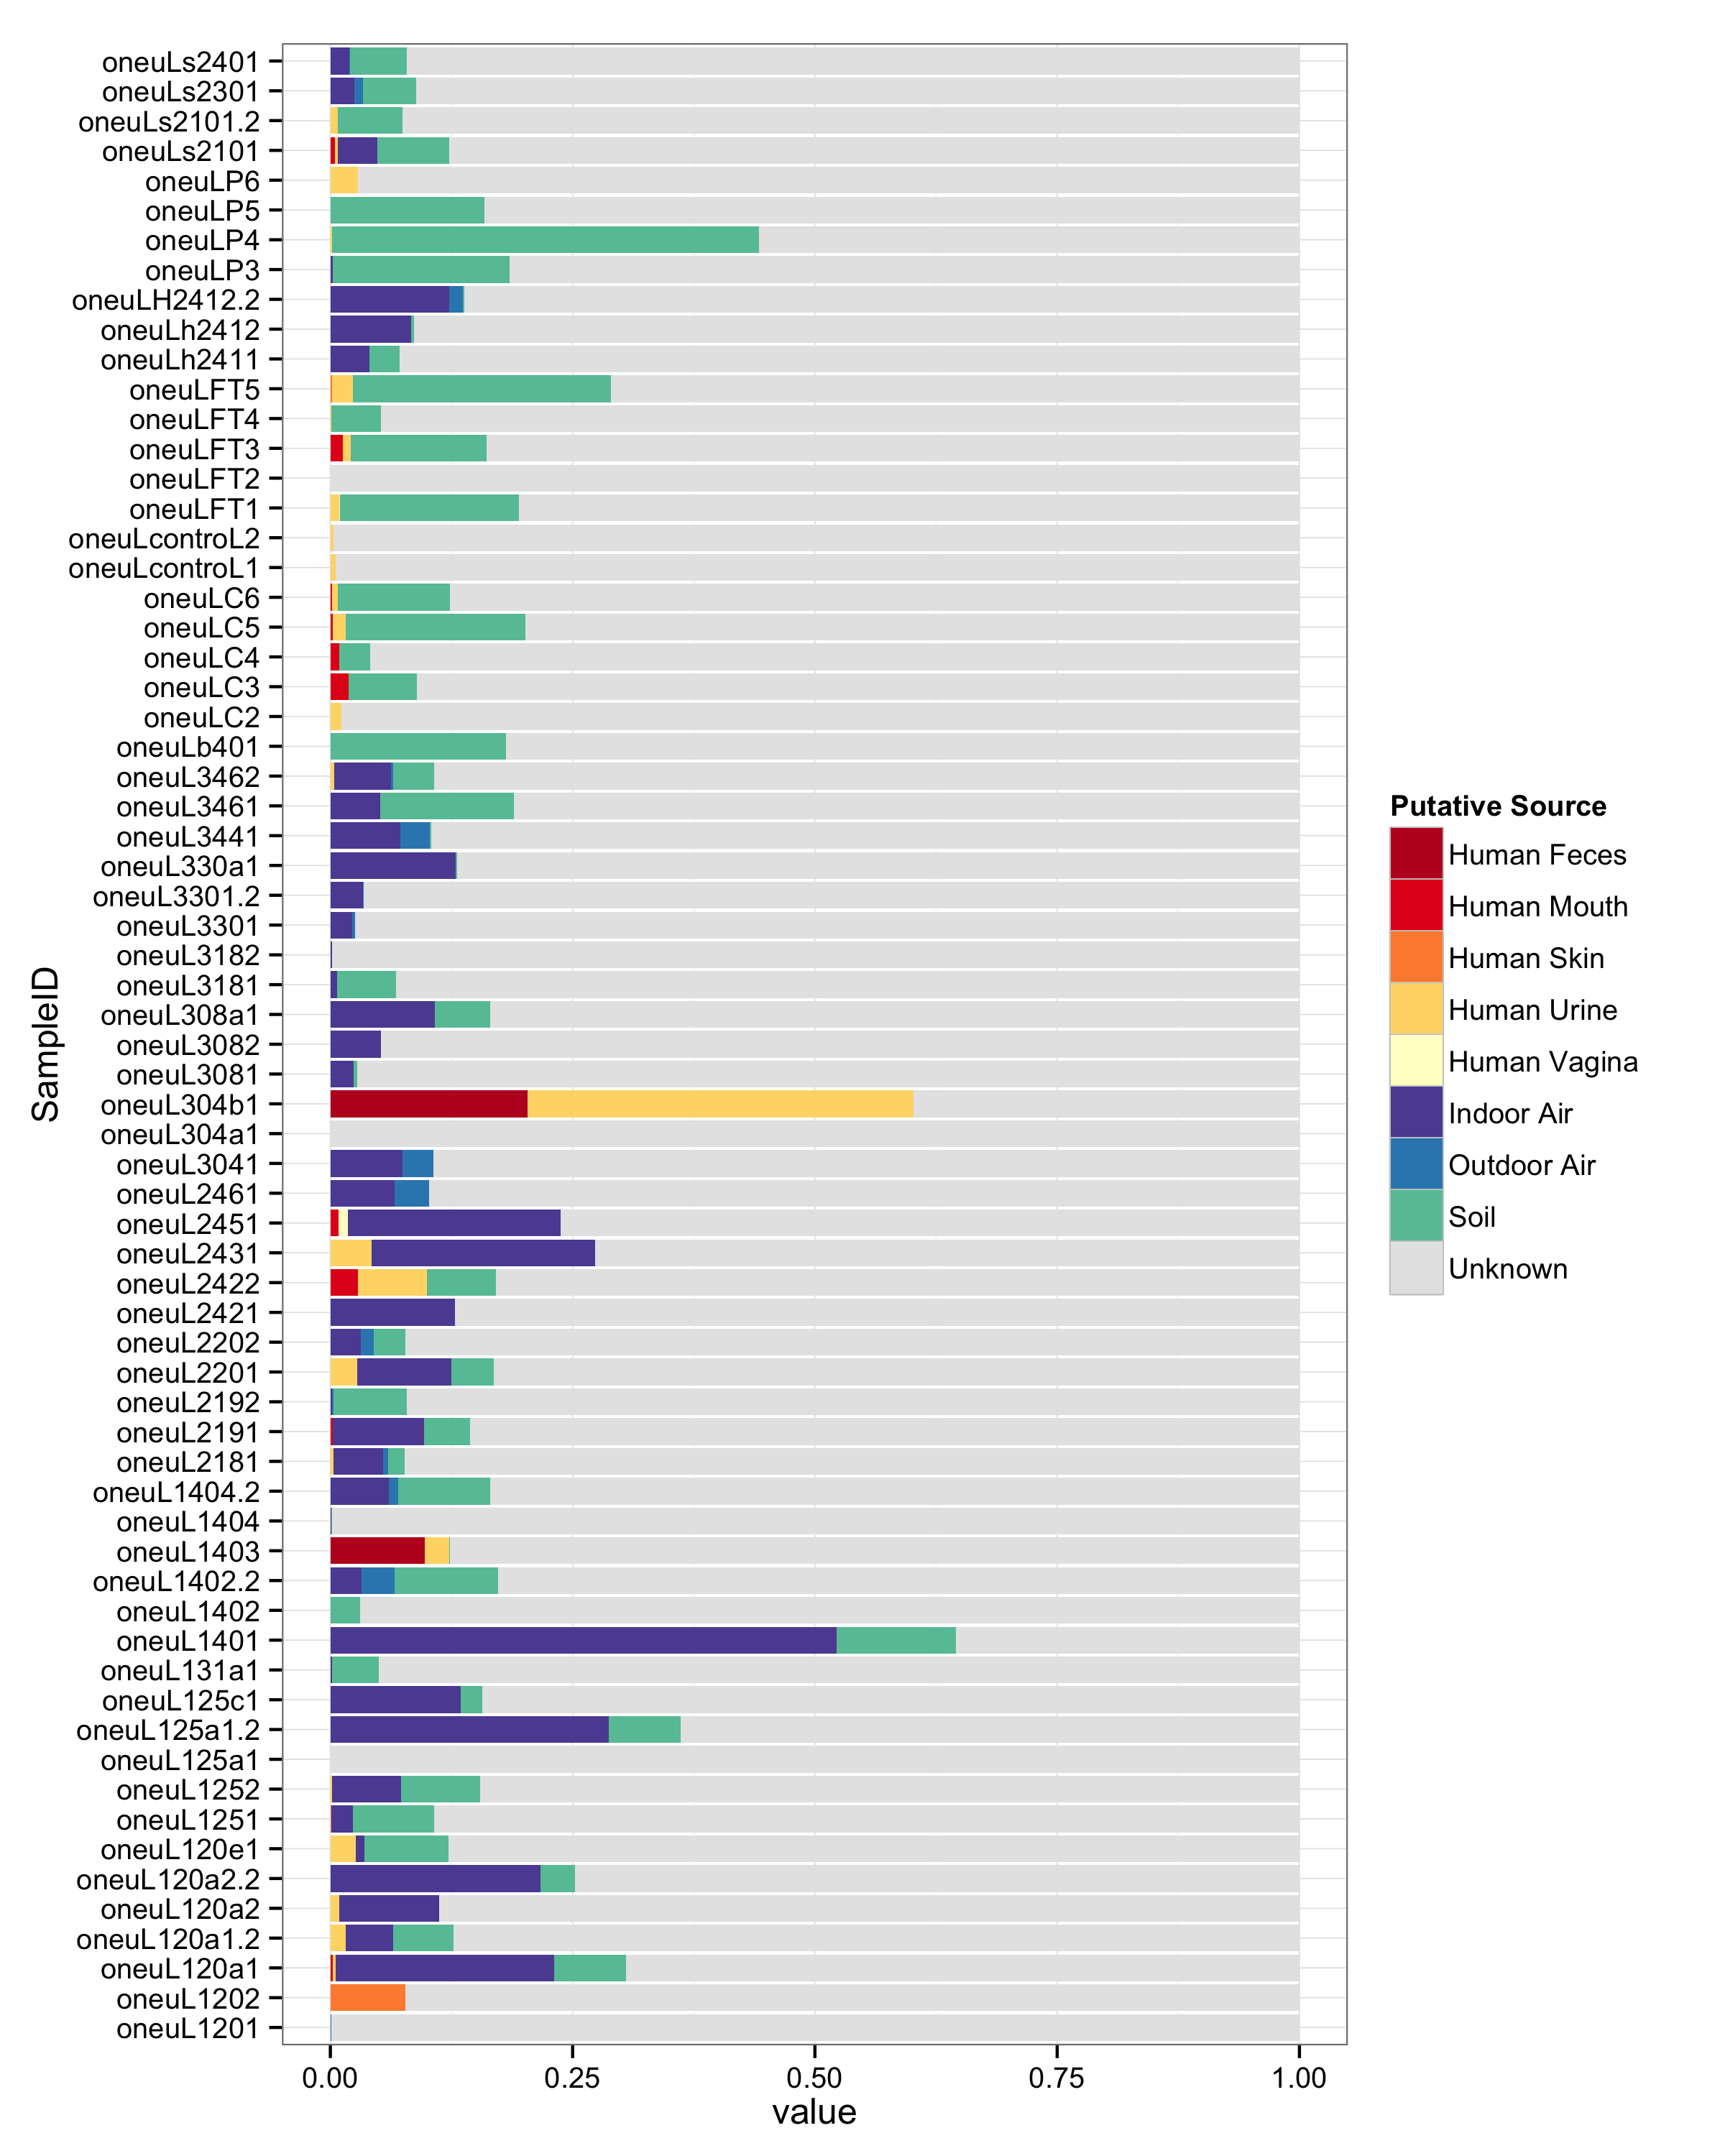 oneuLs2401
oneuLs2301
oneuLs2101.2
oneuLs2101
oneuLP6
oneuLP5
oneuLP4
oneuLP3
oneuLH2412.2
oneuLh2412
oneuLh2411
oneuLFT5
oneuLFT4
oneuLFT3
oneuLFT2
oneuLFT1
oneuLcontroL2
oneuLcontroL1
oneuLC6
oneuLC5
oneuLC4
oneuLC3
oneuLC2
oneuLb401
oneuL3462
oneuL3461
oneuL3441
oneuL330a1
oneuL3301.2
oneuL3301
oneuL3182
oneuL3181
oneuL308a1
oneuL3082
oneuL3081
oneuL304b1
oneuL304a1
oneuL3041
oneuL2461
oneuL2451
oneuL2431
oneuL2422
oneuL2421
oneuL2202
oneuL2201
oneuL2192
oneuL2191
oneuL2181
oneuL1404.2
oneuL1404
oneuL1403
oneuL1402.2
oneuL1402
oneuL1401
oneuL131a1
oneuL125c1
oneuL125a1.2
oneuL125a1
oneuL1252
oneuL1251
oneuL120e1
oneuL120a2.2
oneuL120a2
oneuL120a1.2
oneuL120a1
oneuL1202
oneuL1201
SampleID
0.00 0.25 0.50 0.75 1.00
value
Putative Source
Human Feces
Human Mouth
Human Skin
Human Urine
Human Vagina
Indoor Air
Outdoor Air
Soil
Unknown